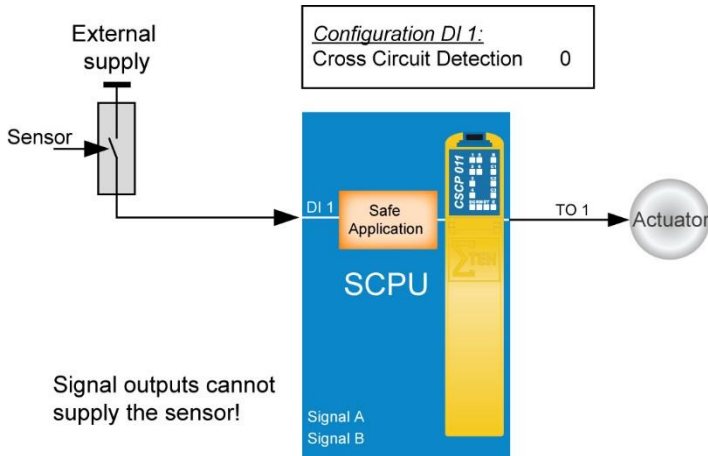 External
supply
Configuration DI 1:
Cross Circuit Detection 0
Sensor
DI 1
Safe
Application
CSCP 011
TO 1
Actuator
SCPU
Signal outputs cannot
supply the sensor!
Signal A
Signal B